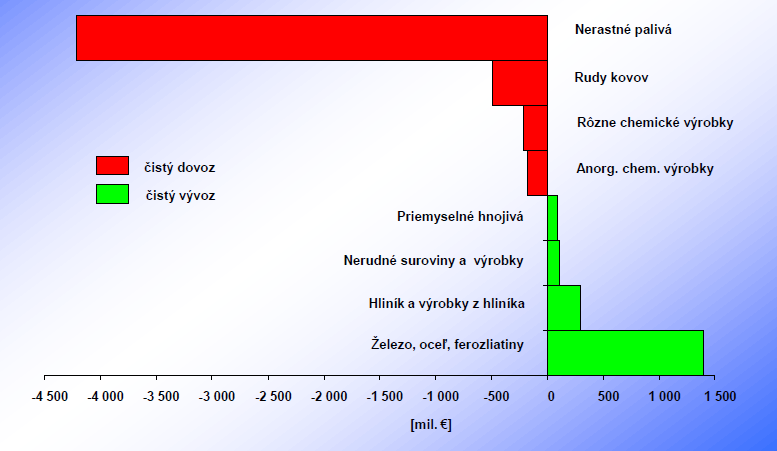 Nerastné palivá
Rudy kovov
Rôzne chemické výrobky
čistý dovoz
Anorg. chem. výrobky
čistý vývoz
Priemyselné hnojivá
Nerudné suroviny a  výrobky
Hliník a výrobky z hliníka
Železo, oceľ, ferozliatiny
-4 500 -4 000 -3 500 -3 000 -2 500 -2 000 -1 500 -1 000 -500 0 500 1 000 1 500
[mil. €]